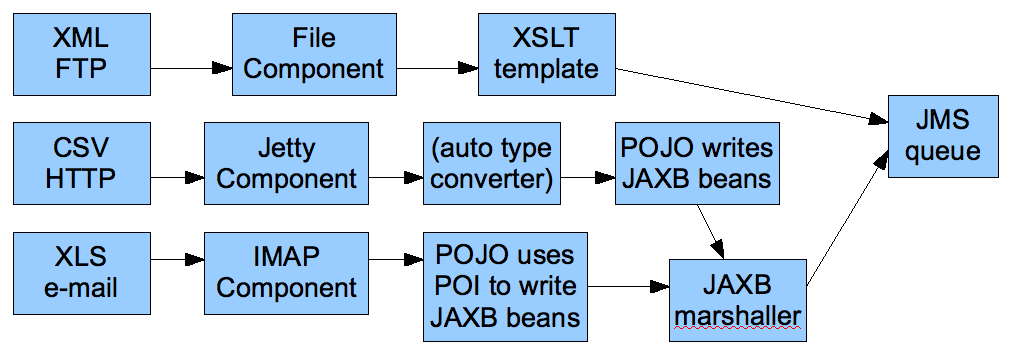 XML
FTP
File
Component
XSLT
template
JMS
queue
CSV
HTTP
Jetty
Component
(auto type
converter)
POJO writes
JAXB beans
XLS
e-mail
IMAP
Component
POJO uses
POI to write
JAXB beans
JAXB
marshaller